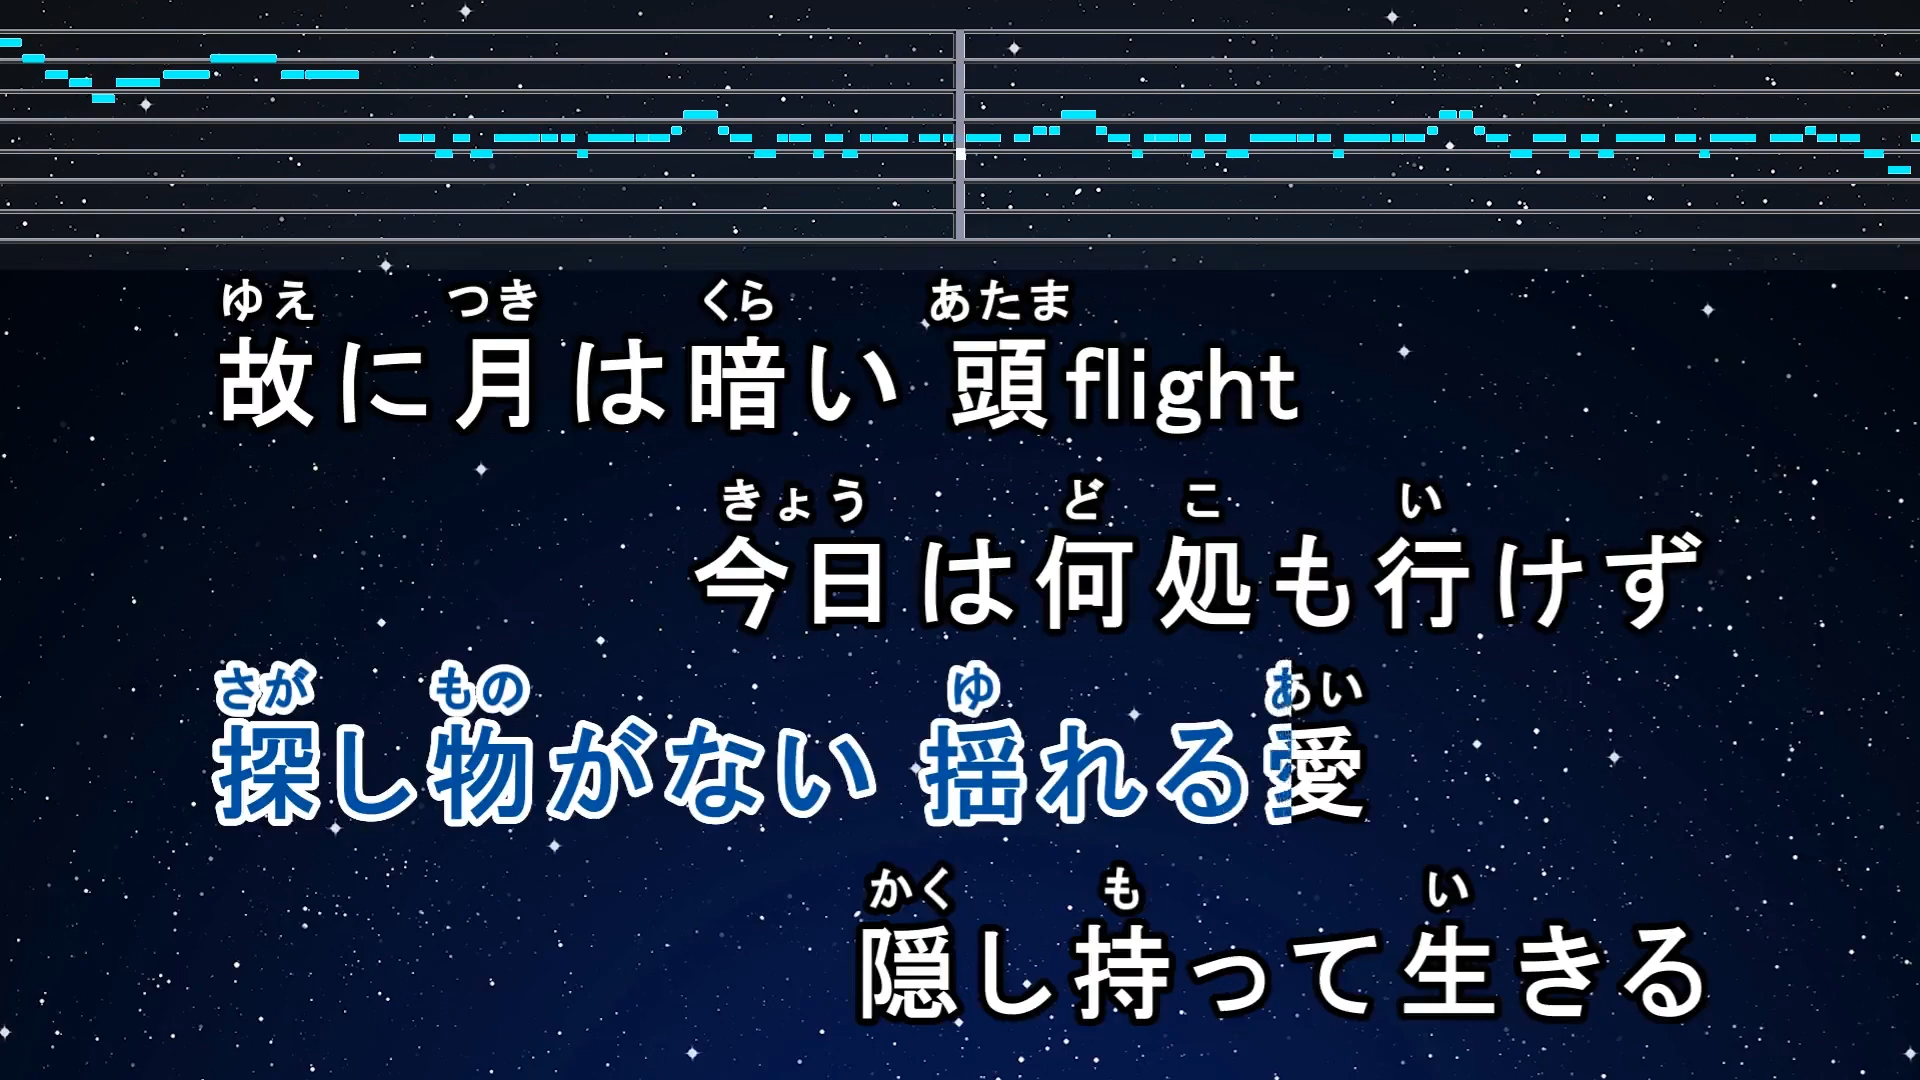 ゆえ つき くら あたま
故に月は暗い 頭flight
きょう ど こ い
今日は何処も行けず
さが もの ゆ あい
探し物がない 揺れる愛
かく も い
隠し持って生きる